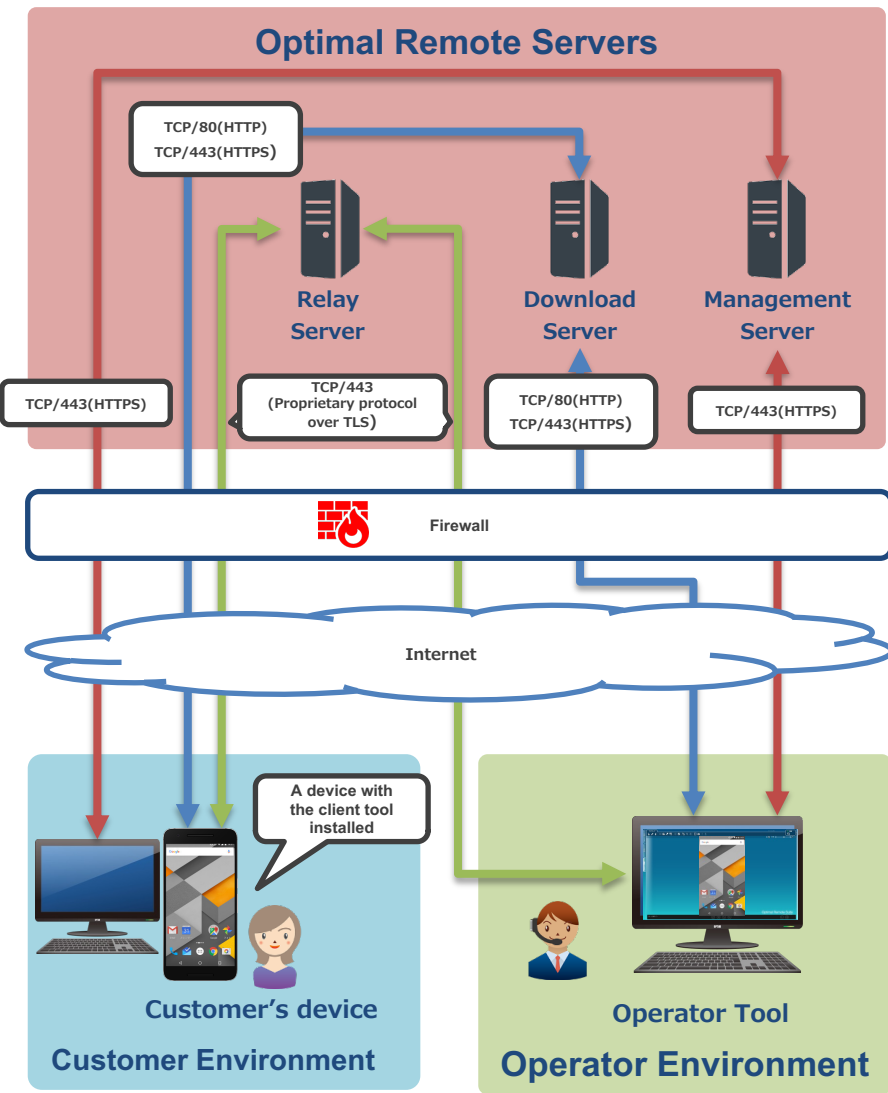 Optimal Remote Servers
TCP/80(HTTP)
TCP/443(HTTPS)
Relay
Server
Download
Server
Management
Server
TCP/443(HTTPS)
TCP/443
(Proprietary protocol
over TLS)
TCP/80(HTTP)
TCP/443(HTTPS)
TCP/443(HTTPS)
Firewall
Internet
A device with
the client tool
installed
Customer's device
Operator Tool
Customer Environment
Operator Environment